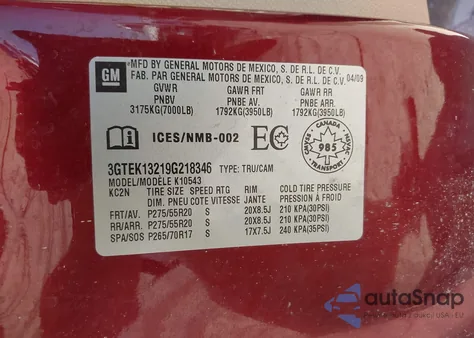 GM
MFD BY GENERAL MOTORS DE MEXICO, S. DE R.L. DE C.V.
FAB. PAR GENERAL MOTORS DE MEXICO, S. DE R.L. DE C.V. 04/09
GVWR GAWR FRT GAWR RR
PNBV PNBE AV. PNBE ARR.
3175KG(7000LB) 1792KG(3950LB) 1792KG(3950LB)
ICES/NMB-002 EC
CANADA
985
TRANSPORT
3GTEK13219G218346 TYPE: TRU/CAM
MODEL/MODÈLE K10543
KC2N TIRE SIZE SPEED RTG RIM COLD TIRE PRESSURE
DIM. PNEU COTE VITESSE JANTE PRESSION À FROID
FRT/AV. P275/55R20 S 20X8.5J 210 KPA(30PSI)
RR/ARR. P275/55R20 S 20X8.5J 210 KPA(30PSI)
SPA/SOS P265/70R17 S 17X7.5J 240 KPA(35PSI)
autoSnap